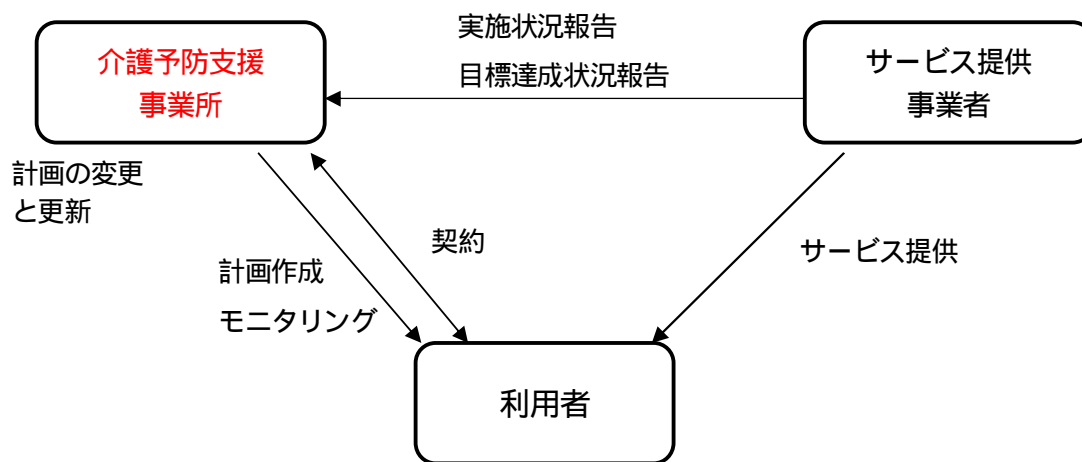 実施状況報告
目標達成状況報告
介護予防支援
事業所
サービス提供
事業者
計画の変更
と更新
契約
計画作成
モニタリング
サービス提供
利用者